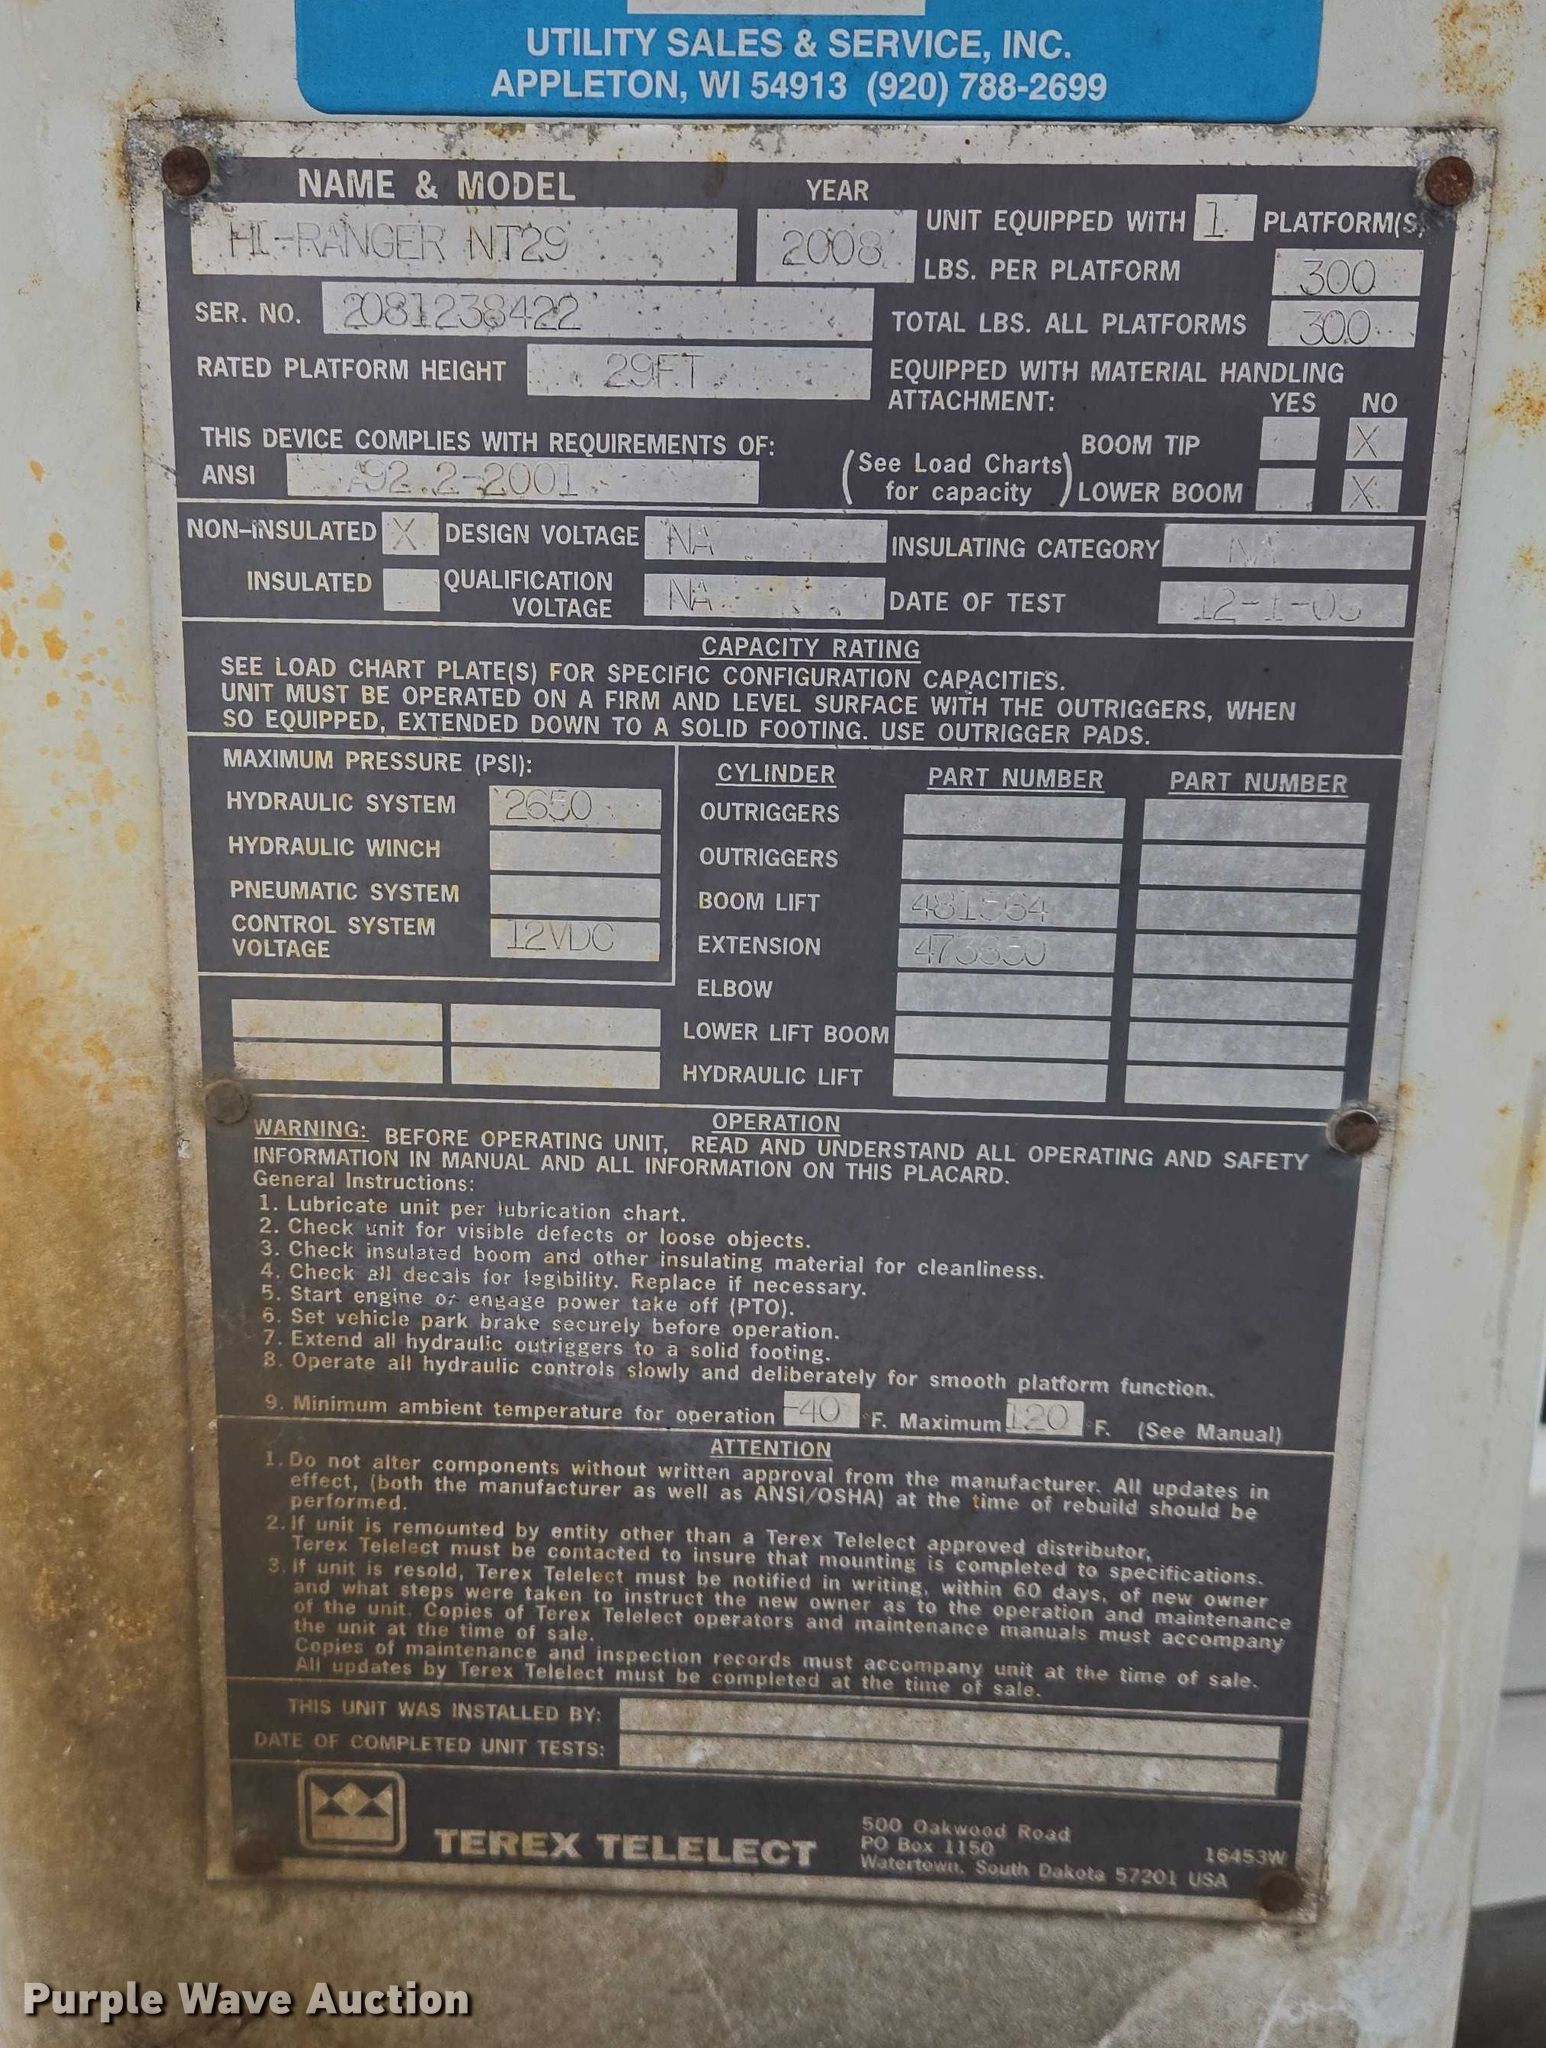 UTILITY SALES & SERVICE, INC.
APPLETON, WI 54913 (920) 788-2699
NAME & MODEL
HI-RANGER NT29
YEAR
2008
UNIT EQUIPPED WITH 1 PLATFORM(S)
LBS. PER PLATFORM 300
SER. NO. 2081238422
TOTAL LBS. ALL PLATFORMS 300
RATED PLATFORM HEIGHT 29FT
EQUIPPED WITH MATERIAL HANDLING
ATTACHMENT: YES NO
THIS DEVICE COMPLIES WITH REQUIREMENTS OF:
ANSI A92.2-2001
(See Load Charts
for capacity)
BOOM TIP X
LOWER BOOM X
NON-INSULATED X DESIGN VOLTAGE NA INSULATING CATEGORY NA
INSULATED QUALIFICATION
VOLTAGE NA DATE OF TEST
CAPACITY RATING
SEE LOAD CHART PLATE(S) FOR SPECIFIC CONFIGURATION CAPACITIES.
UNIT MUST BE OPERATED ON A FIRM AND LEVEL SURFACE WITH THE OUTRIGGERS, WHEN
SO EQUIPPED, EXTENDED DOWN TO A SOLID FOOTING. USE OUTRIGGER PADS.
MAXIMUM PRESSURE (PSI):
HYDRAULIC SYSTEM 2650
HYDRAULIC WINCH
PNEUMATIC SYSTEM
CONTROL SYSTEM
VOLTAGE 12VDC
CYLINDER PART NUMBER PART NUMBER
OUTRIGGERS
OUTRIGGERS
BOOM LIFT 481564
EXTENSION
ELBOW
LOWER LIFT BOOM
HYDRAULIC LIFT
OPERATION
WARNING: BEFORE OPERATING UNIT, READ AND UNDERSTAND ALL OPERATING AND SAFETY
INFORMATION IN MANUAL AND ALL INFORMATION ON THIS PLACARD.
General Instructions:
1. Lubricate unit per lubrication chart.
2. Check unit for visible defects or loose objects.
3. Check insulated boom and other insulating material for cleanliness.
4. Check all decals for legibility. Replace if necessary.
5. Start engine or engage power take off (PTO).
6. Set vehicle park brake securely before operation.
7. Extend all hydraulic outriggers to a solid footing.
8. Operate all hydraulic controls slowly and deliberately for smooth platform function.
9. Minimum ambient temperature for operation -40 °F. Maximum 120 °F. (See Manual)
ATTENTION
1. Do not alter components without written approval from the manufacturer. All updates in
effect, (both the manufacturer as well as ANSI/OSHA) at the time of rebuild should be
performed.
2. If unit is remounted by entity other than a Terex Telelect approved distributor,
Terex Telelect must be contacted to insure that mounting is completed to specifications.
3. If unit is resold, Terex Telelect must be notified in writing, within 60 days, of new owner
and what steps were taken to instruct the new owner as to the operation and maintenance
of the unit. Copies of Terex Telelect operators and maintenance manuals must accompany
the unit at the time of sale.
Copies of maintenance and inspection records must accompany unit at the time of sale.
All updates by Terex Telelect must be completed at the time of sale.
THIS UNIT WAS INSTALLED BY:
DATE OF COMPLETED UNIT TESTS:
TEREX TELELECT
500 Oakwood Road
PO Box 1150
Watertown, South Dakota 57201 USA
16453W
Purple Wave Auction